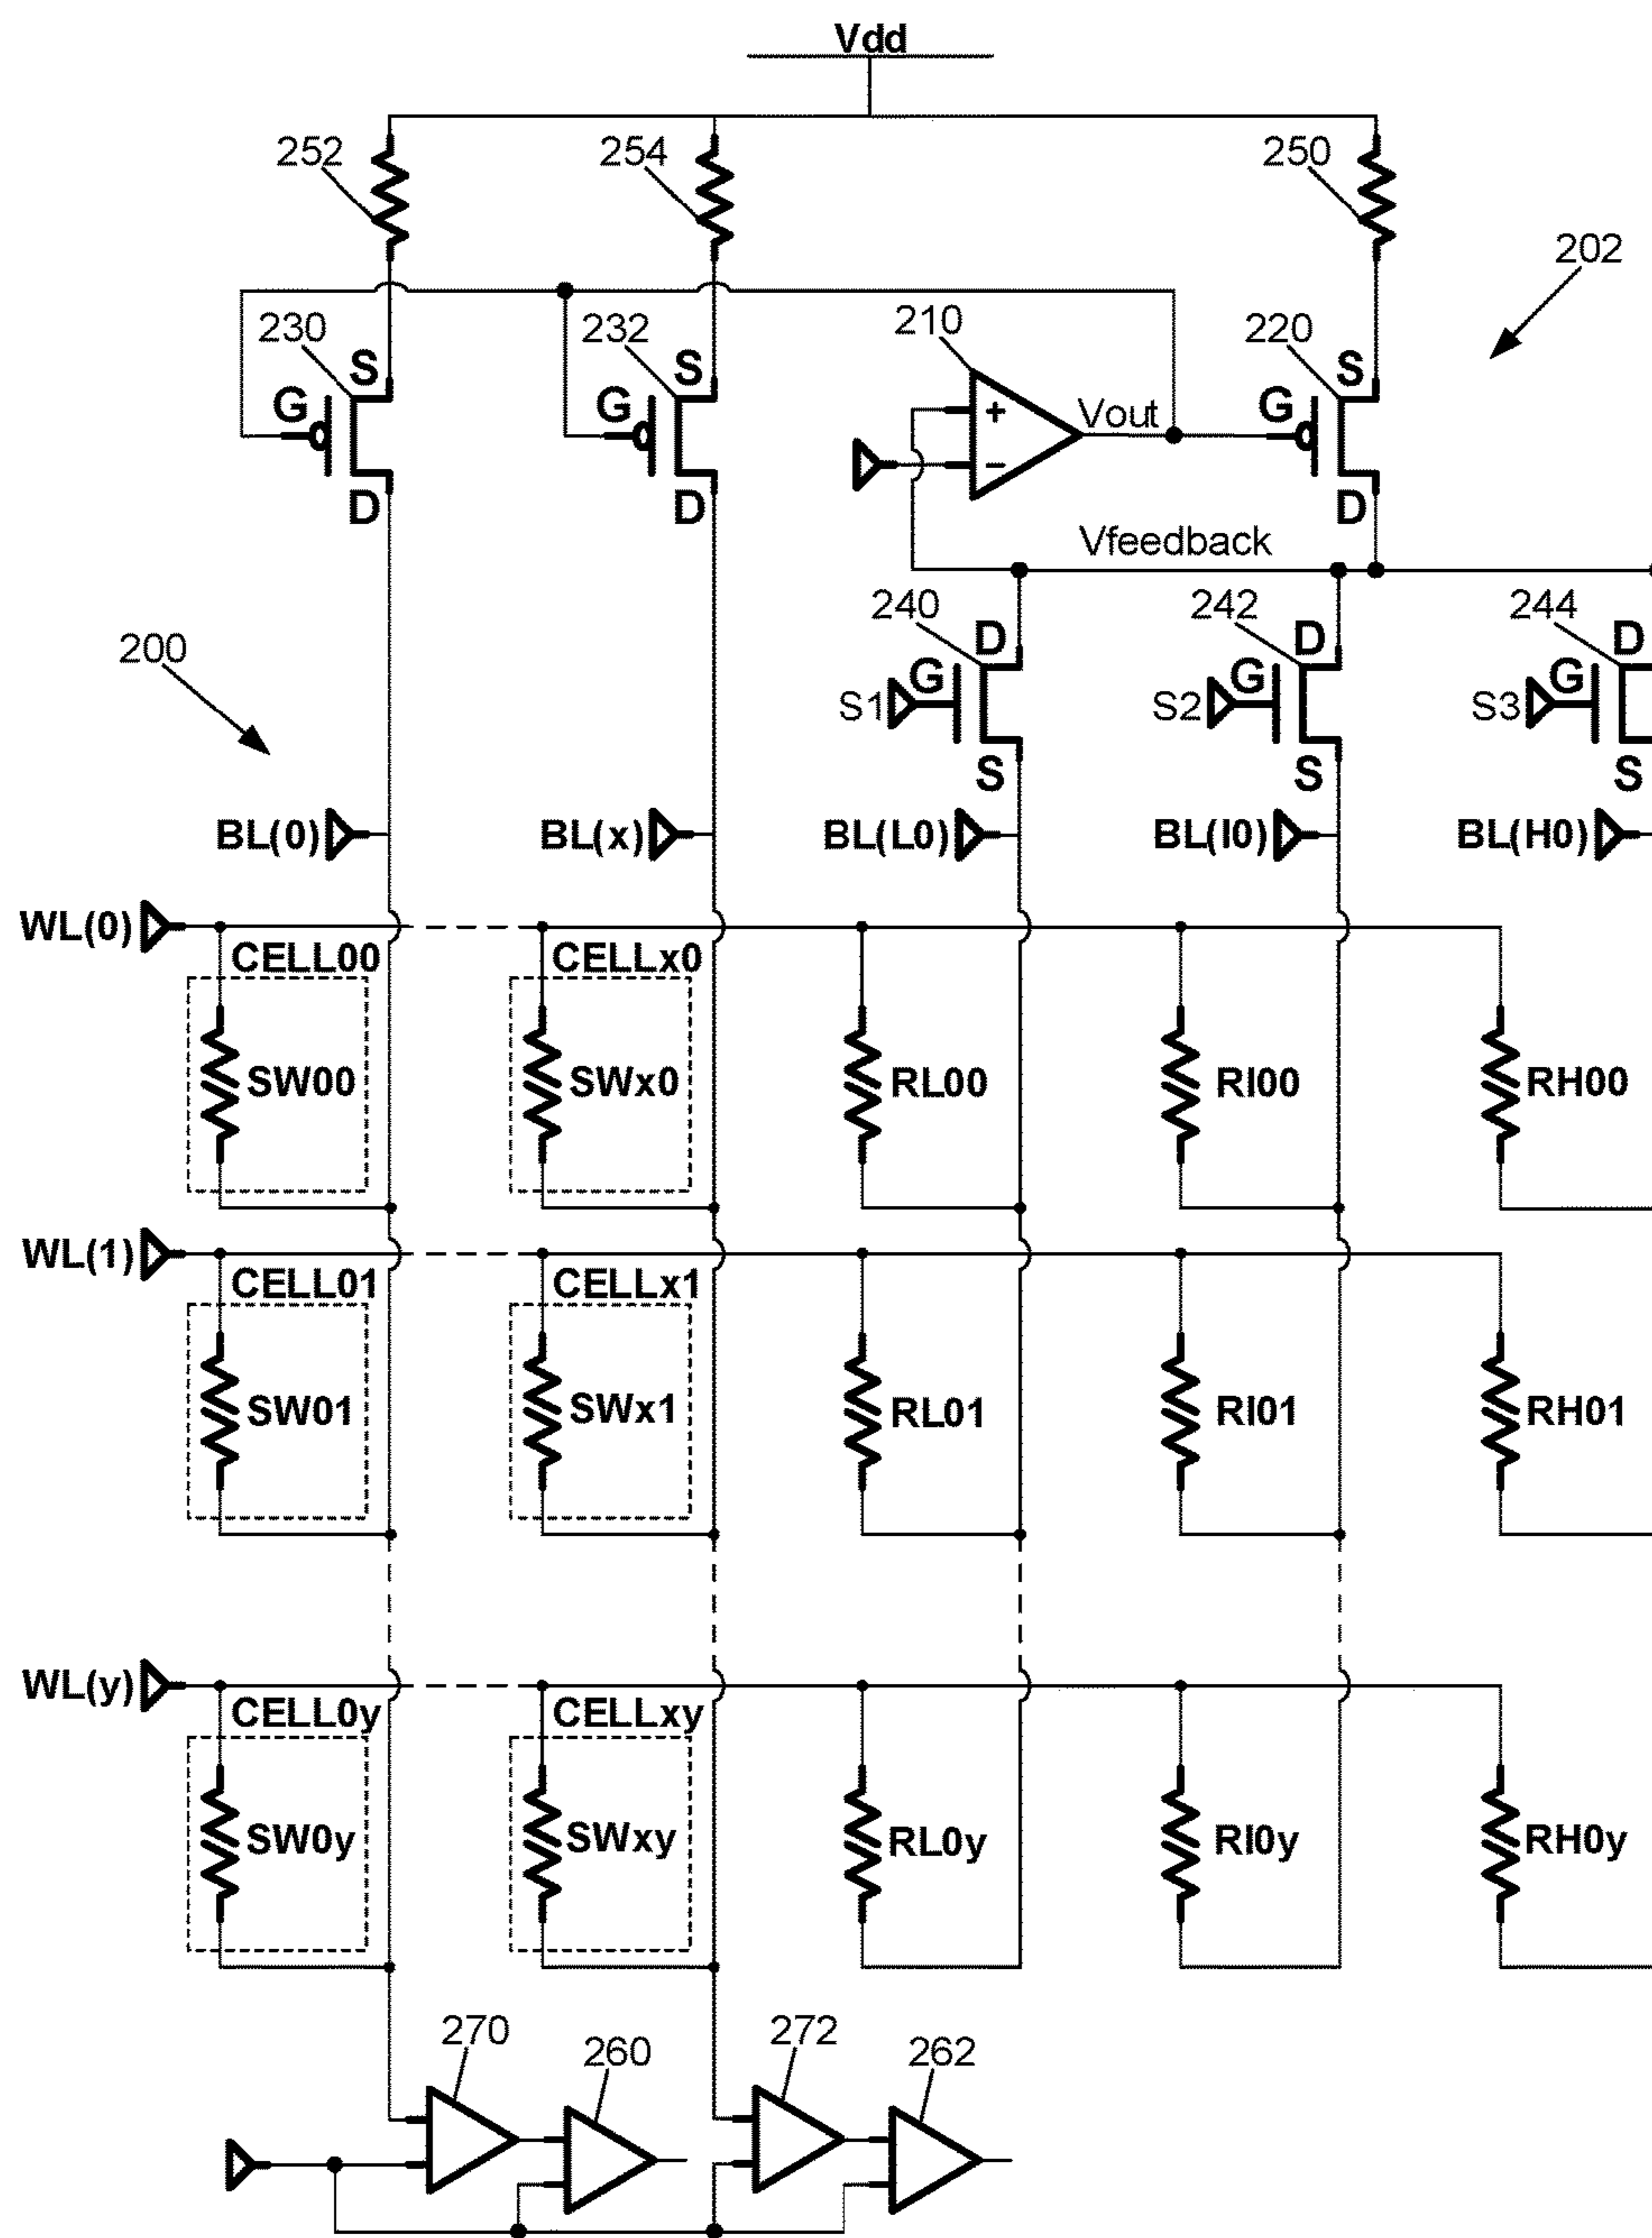 Vdd
252
254
250
202
230
232
210
220
S
S
S
G
G
+
Vout
G
−
D
D
D
Vfeedback
240
242
244
200
D
D
D
G
G
G
S1
S2
S3
S
S
S
BL(0)
BL(x)
BL(L0)
BL(I0)
BL(H0)
WL(0)
CELL00
CELLx0
SW00
SWx0
RL00
RI00
RH00
WL(1)
CELL01
CELLx1
SW01
SWx1
RL01
RI01
RH01
WL(y)
CELL0y
CELLxy
SW0y
SWxy
RL0y
RI0y
RH0y
270
260
272
262